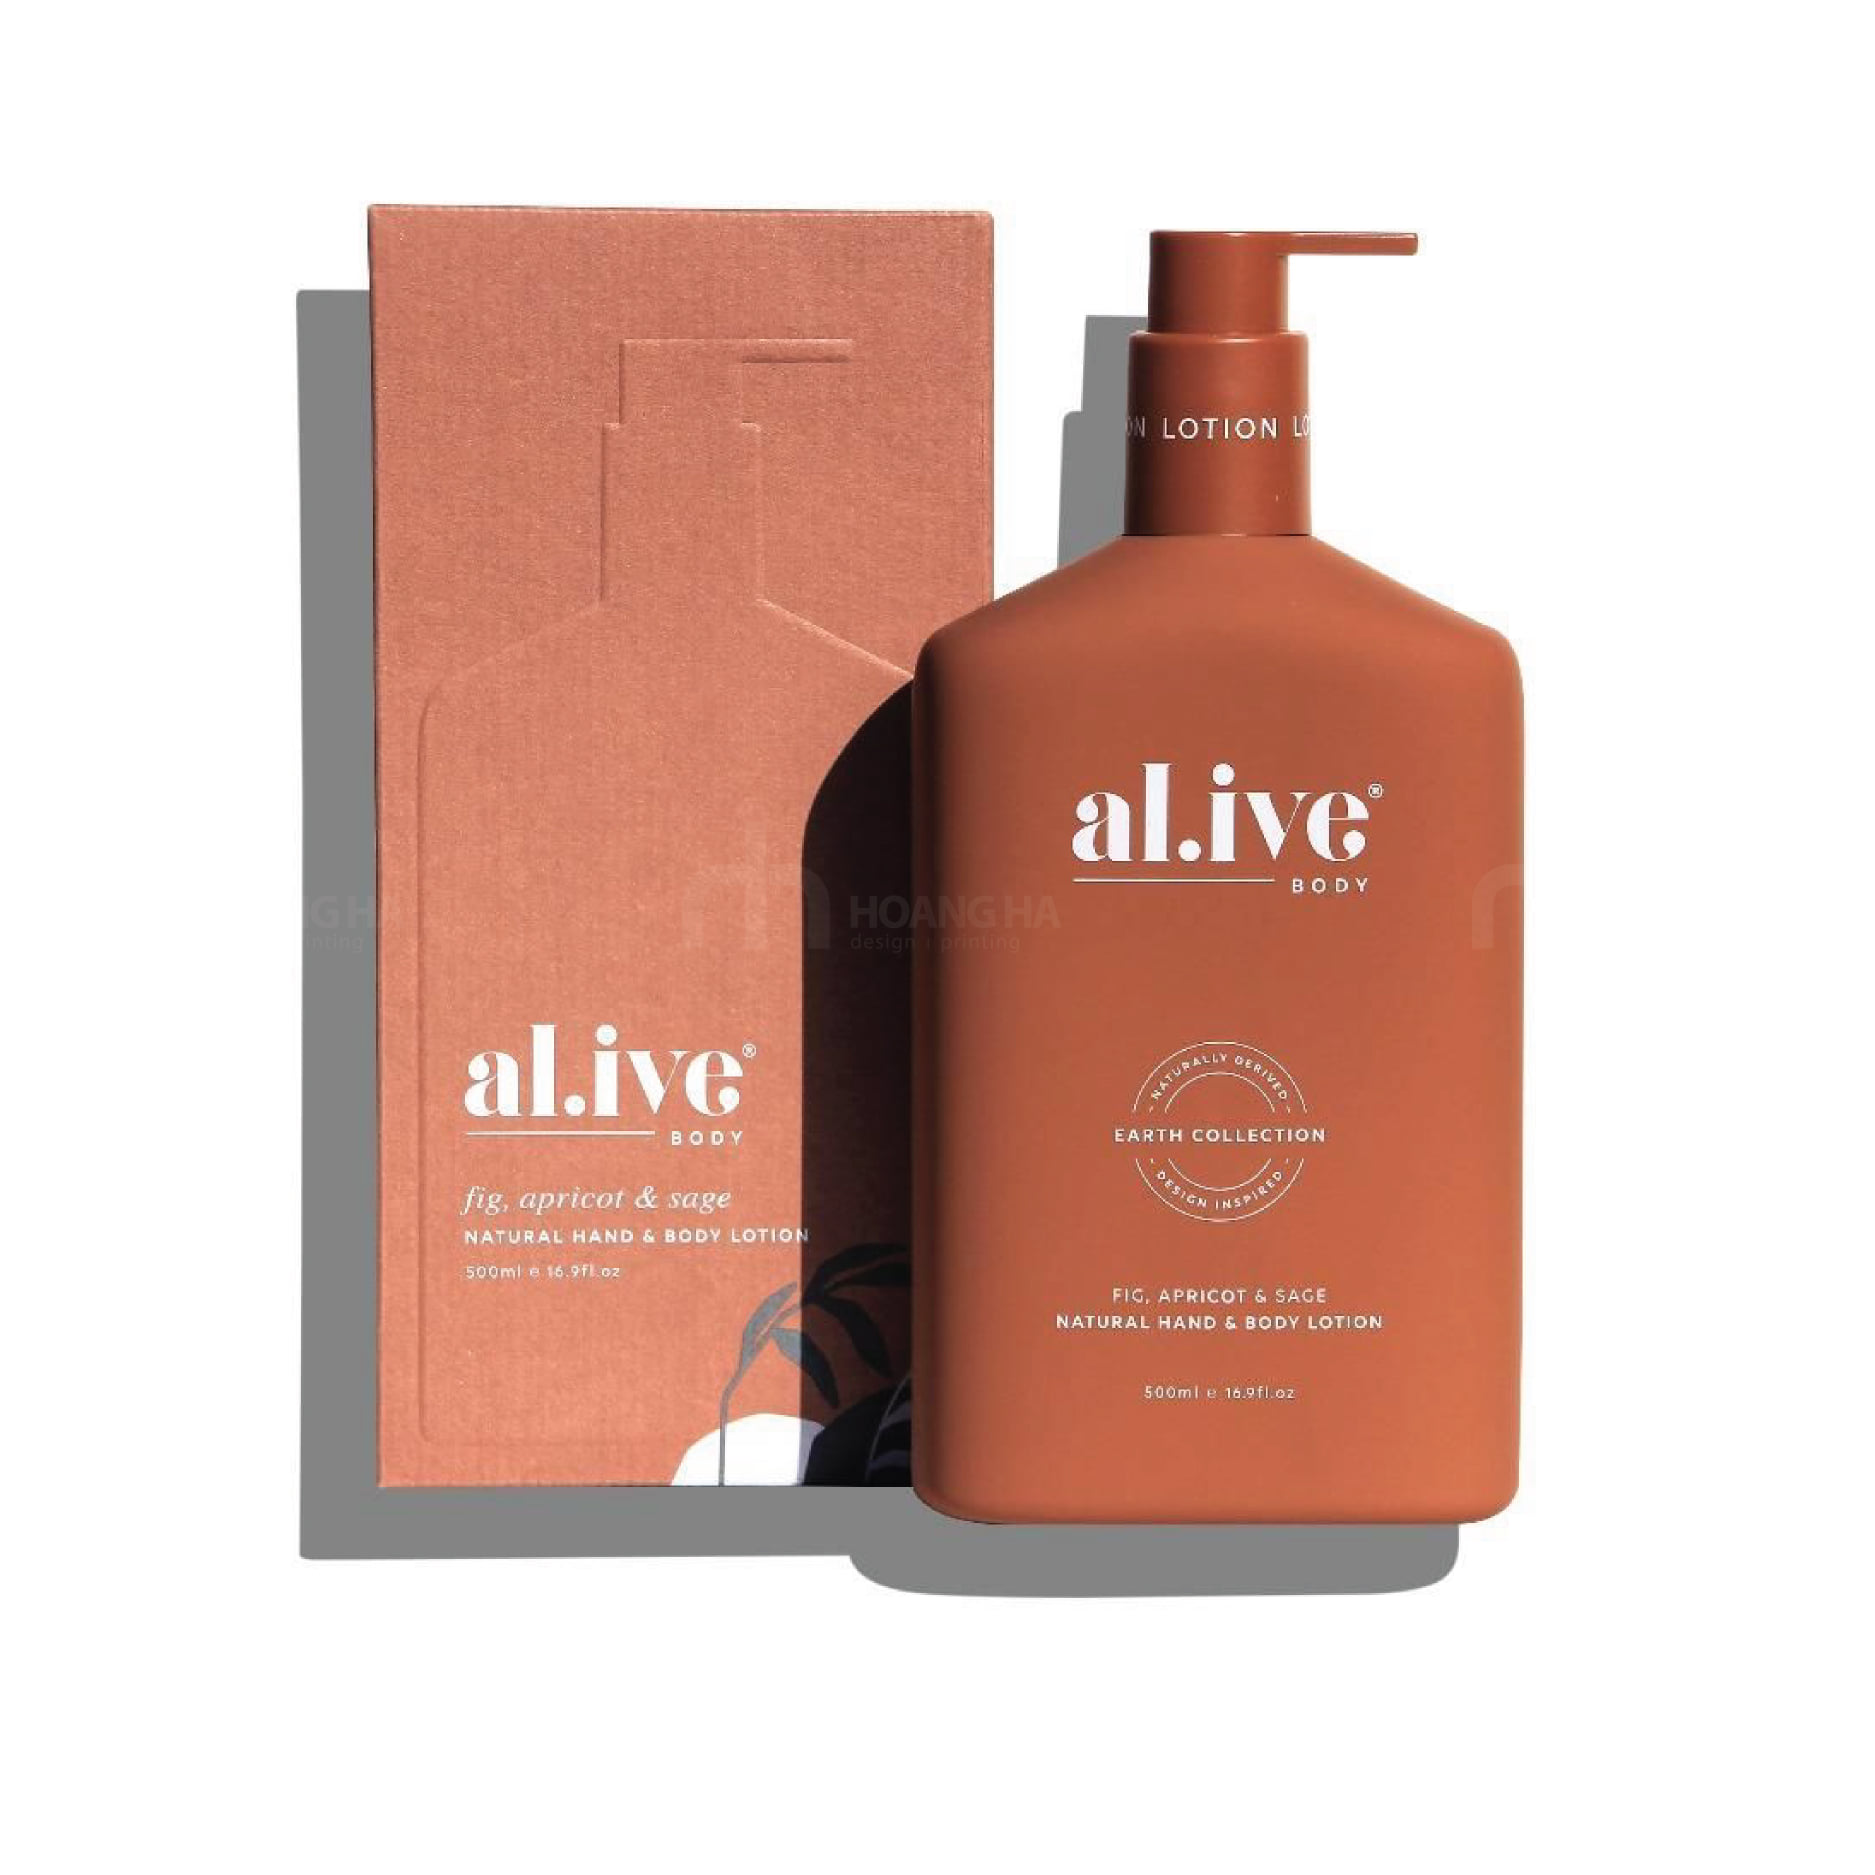 al.ive®
BODY
fig, apricot & sage
NATURAL HAND & BODY LOTION
500ml e 16.9fl.oz
LOTION
al.ive®
BODY
- NATURALLY DERIVED -
EARTH COLLECTION
- DESIGN INSPIRED -
FIG, APRICOT & SAGE
NATURAL HAND & BODY LOTION
500ml e 16.9fl.oz
HOANG HA
design | printing